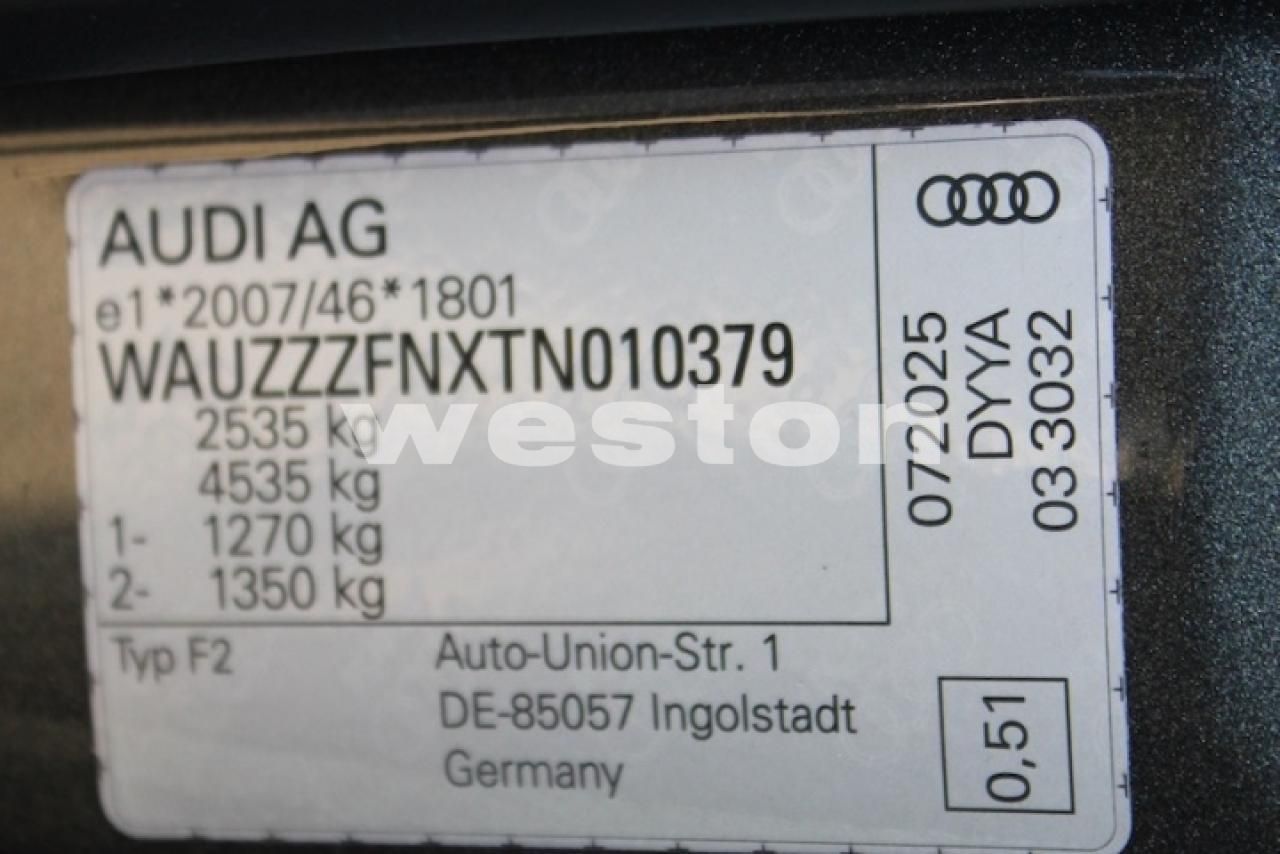 AUDI AG
e1*2007/46*1801
WAUZZZFNXTN010379
2535 kg
4535 kg
1- 1270 kg
2- 1350 kg
Typ F2
Auto-Union-Str. 1
DE-85057 Ingolstadt
Germany
072025
DYYA
03 3032
0,51
weston